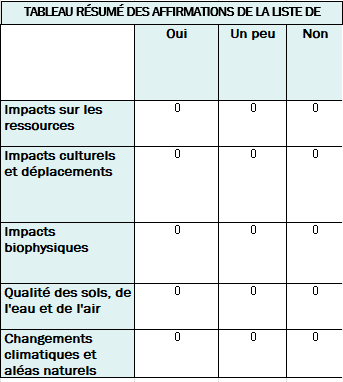 TABLEAU RÉSUMÉ DES AFFIRMATIONS DE LA LISTE DE
Oui Un peu Non
Impacts sur les 0 0 0
ressources
Impacts culturels 0 0 0
et déplacements
Impacts 0 0 0
biophysiques
Qualité des sols, de 0 0 0
l'eau et de l'air
Changements 0 0 0
climatiques et
aléas naturels